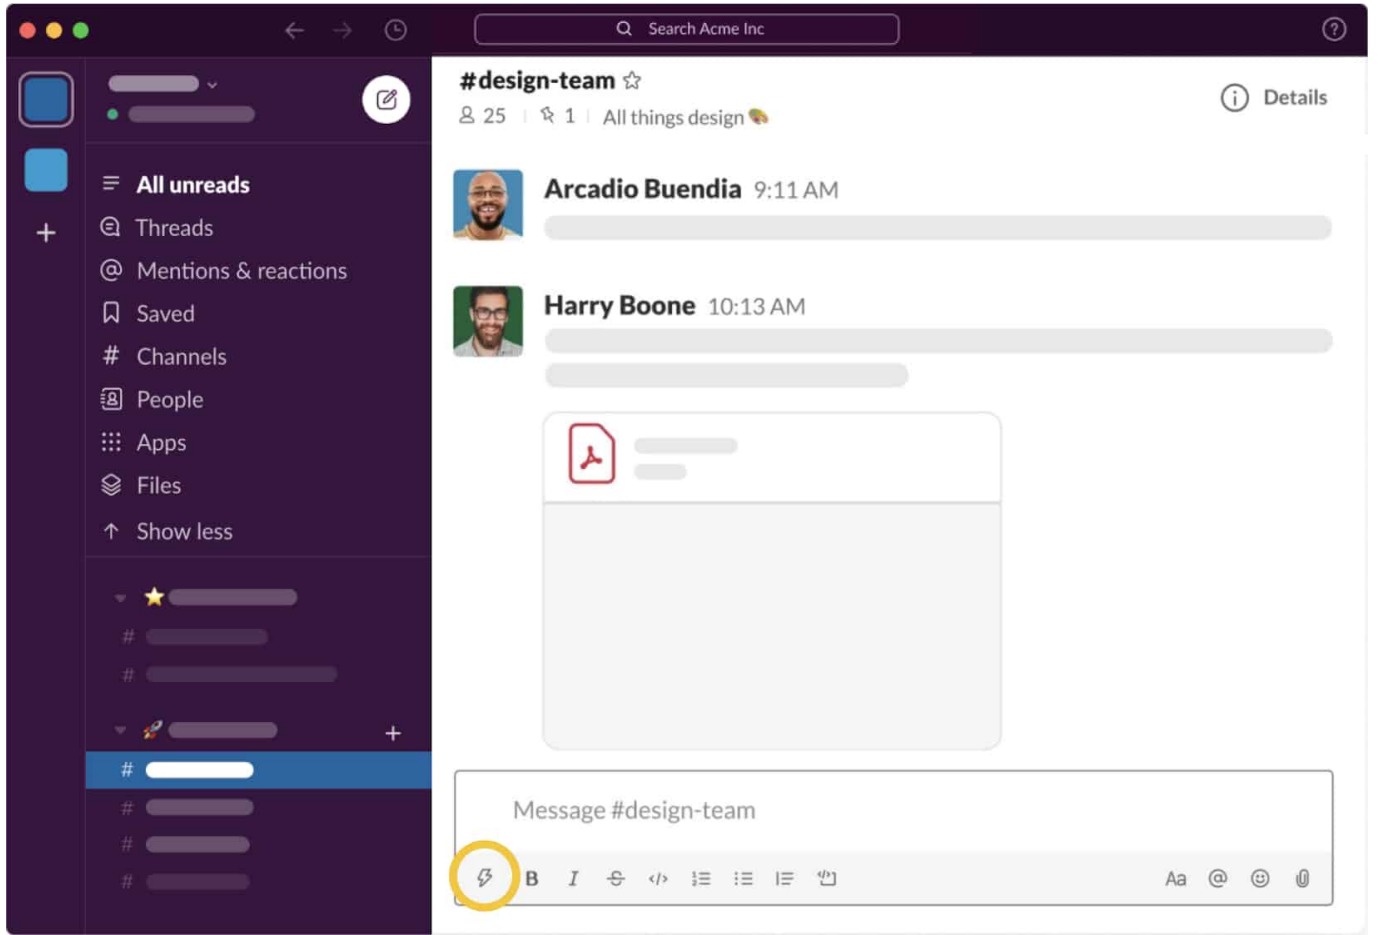 Search Acme Inc
#design-team
25 1 All things design
Details
All unreads
Threads
Mentions & reactions
Saved
Channels
People
Apps
Files
Show less
Arcadio Buendia 9:11 AM
Harry Boone 10:13 AM
Message #design-team
B I S </> Aa @